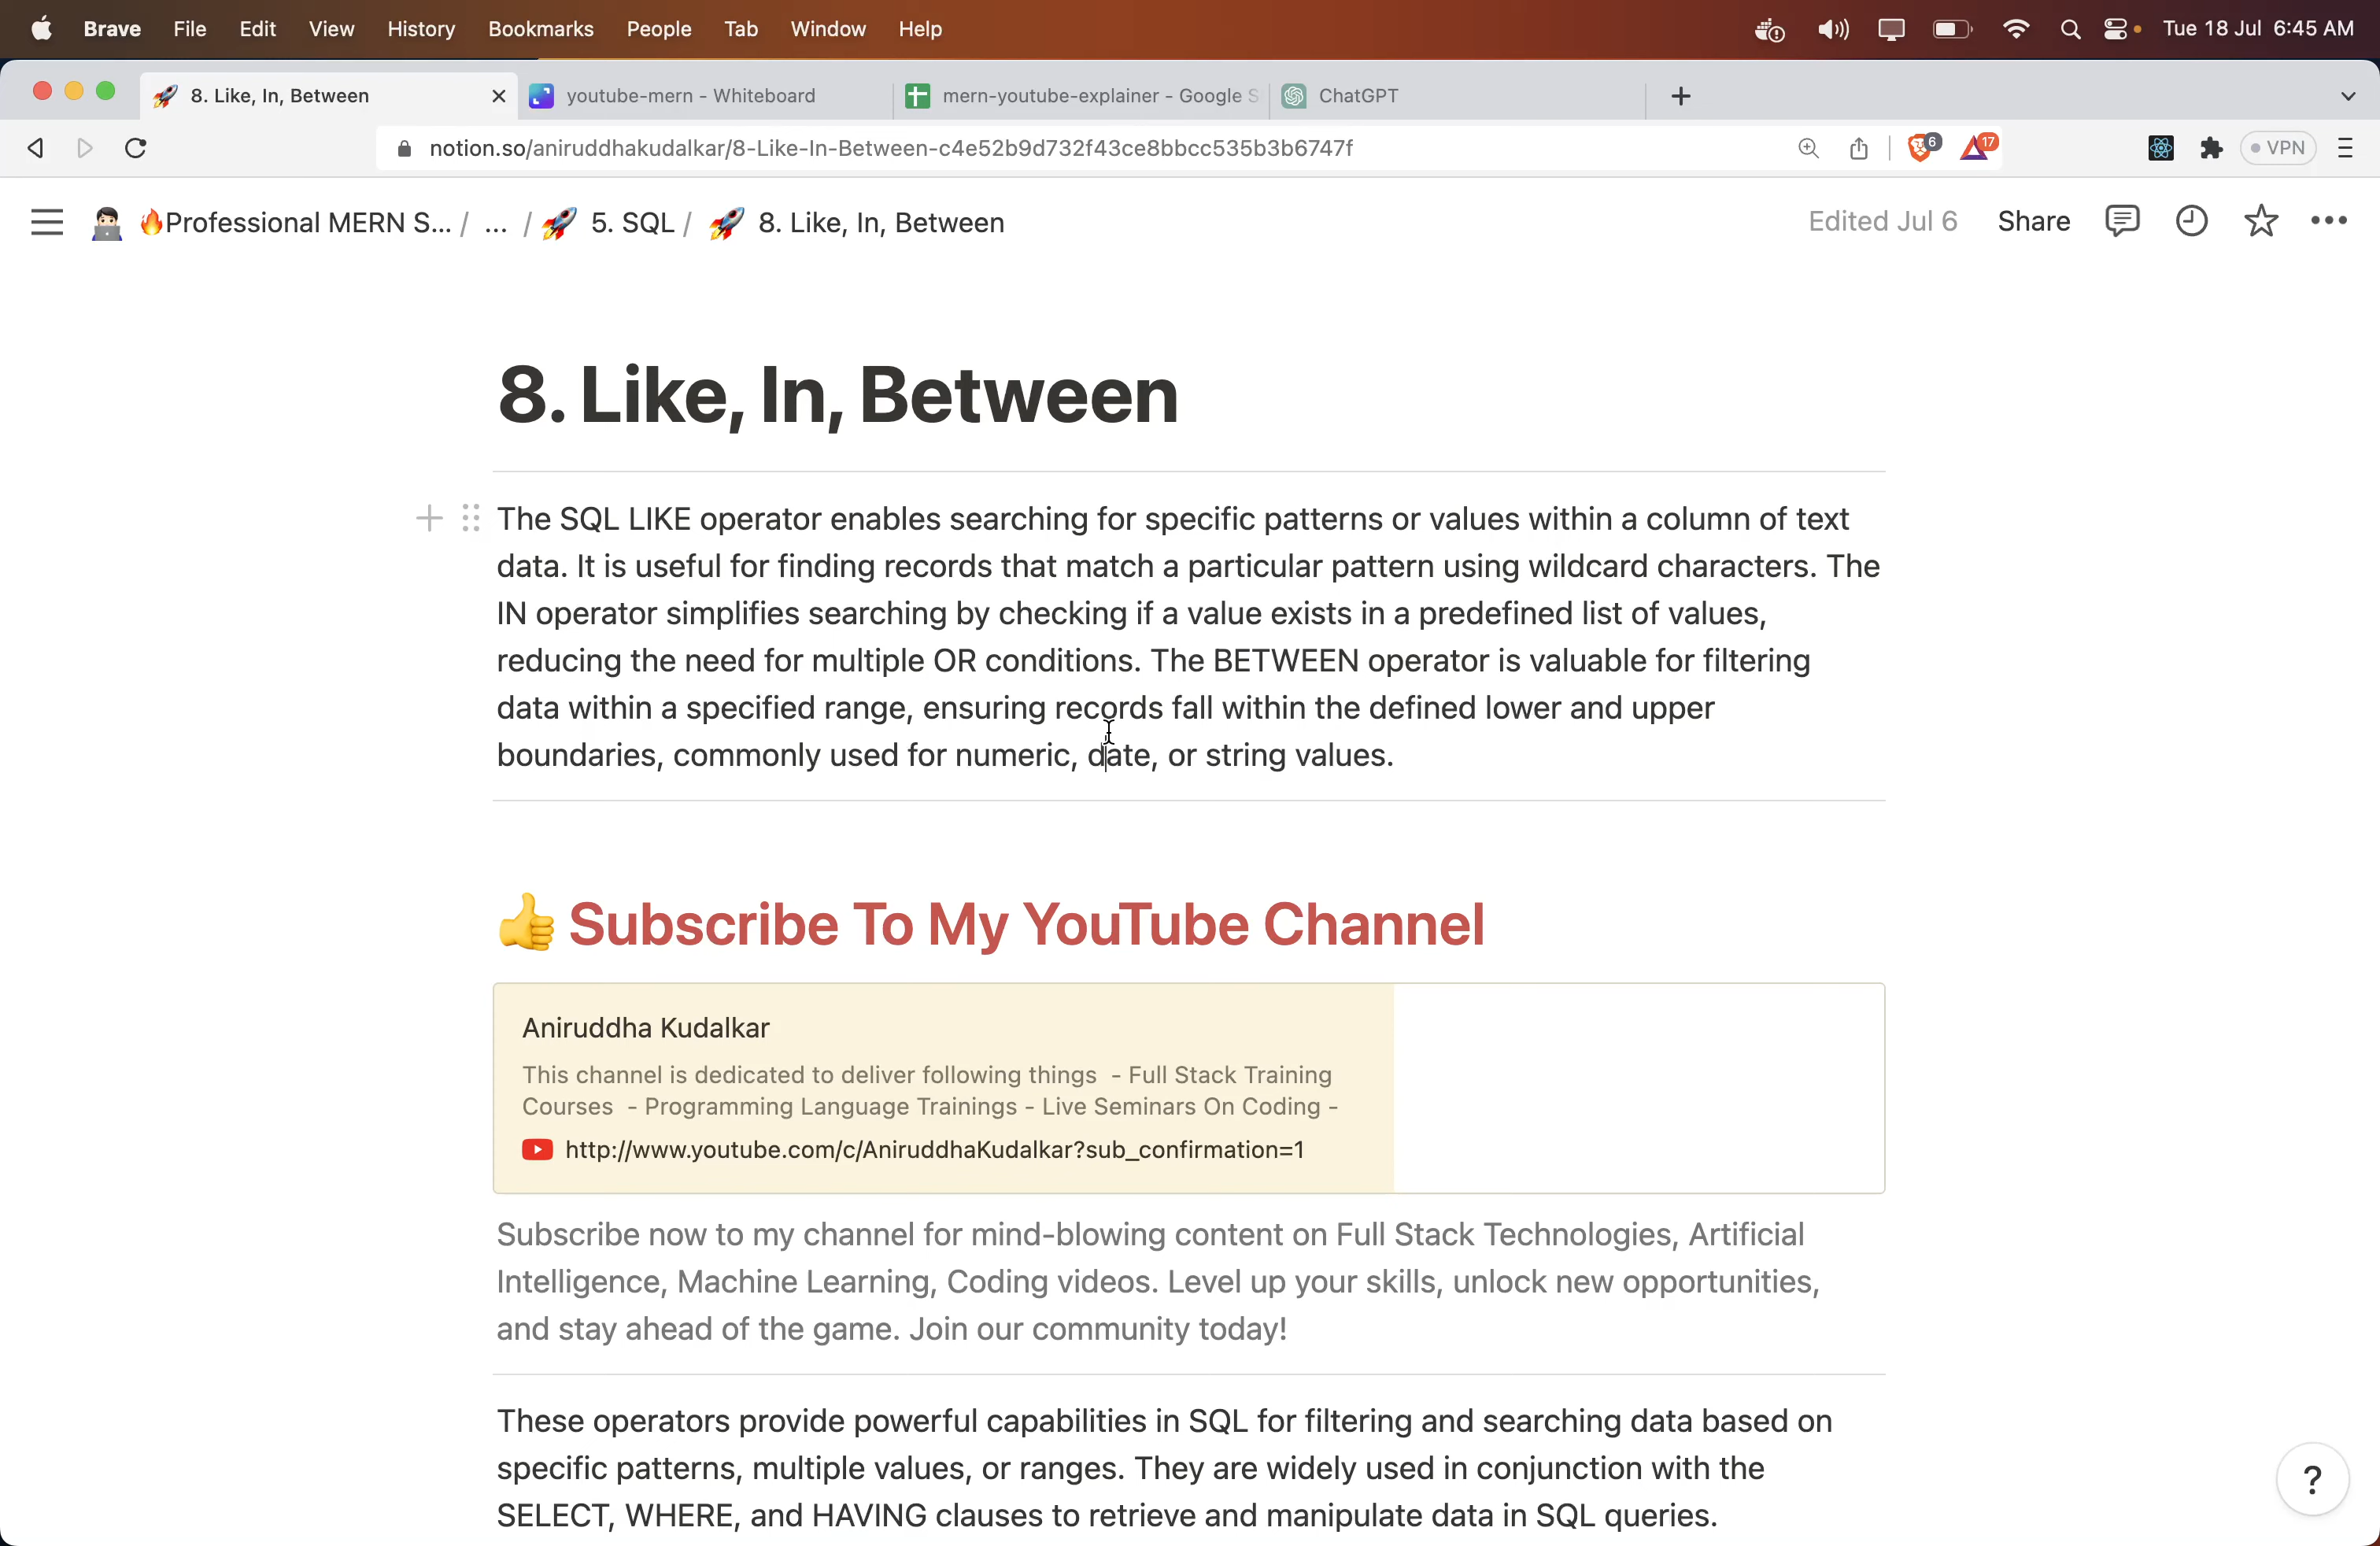 Brave File Edit View History Bookmarks People Tab Window Help Tue 18 Jul 6:45 AM
8. Like, In, Between youtube-mern - Whiteboard mern-youtube-explainer - Google S ChatGPT
notion.so/aniruddhakudalkar/8-Like-In-Between-c4e52b9d732f43ce8bbcc535b3b6747f 6 17 VPN
🔥Professional MERN S... / ... / 🚀 5. SQL / 🚀 8. Like, In, Between Edited Jul 6 Share
8. Like, In, Between
The SQL LIKE operator enables searching for specific patterns or values within a column of text
data. It is useful for finding records that match a particular pattern using wildcard characters. The
IN operator simplifies searching by checking if a value exists in a predefined list of values,
reducing the need for multiple OR conditions. The BETWEEN operator is valuable for filtering
data within a specified range, ensuring records fall within the defined lower and upper
boundaries, commonly used for numeric, date, or string values.
👍 Subscribe To My YouTube Channel
Aniruddha Kudalkar
This channel is dedicated to deliver following things - Full Stack Training
Courses - Programming Language Trainings - Live Seminars On Coding -
http://www.youtube.com/c/AniruddhaKudalkar?sub_confirmation=1
Subscribe now to my channel for mind-blowing content on Full Stack Technologies, Artificial
Intelligence, Machine Learning, Coding videos. Level up your skills, unlock new opportunities,
and stay ahead of the game. Join our community today!
These operators provide powerful capabilities in SQL for filtering and searching data based on
specific patterns, multiple values, or ranges. They are widely used in conjunction with the
SELECT, WHERE, and HAVING clauses to retrieve and manipulate data in SQL queries.
?